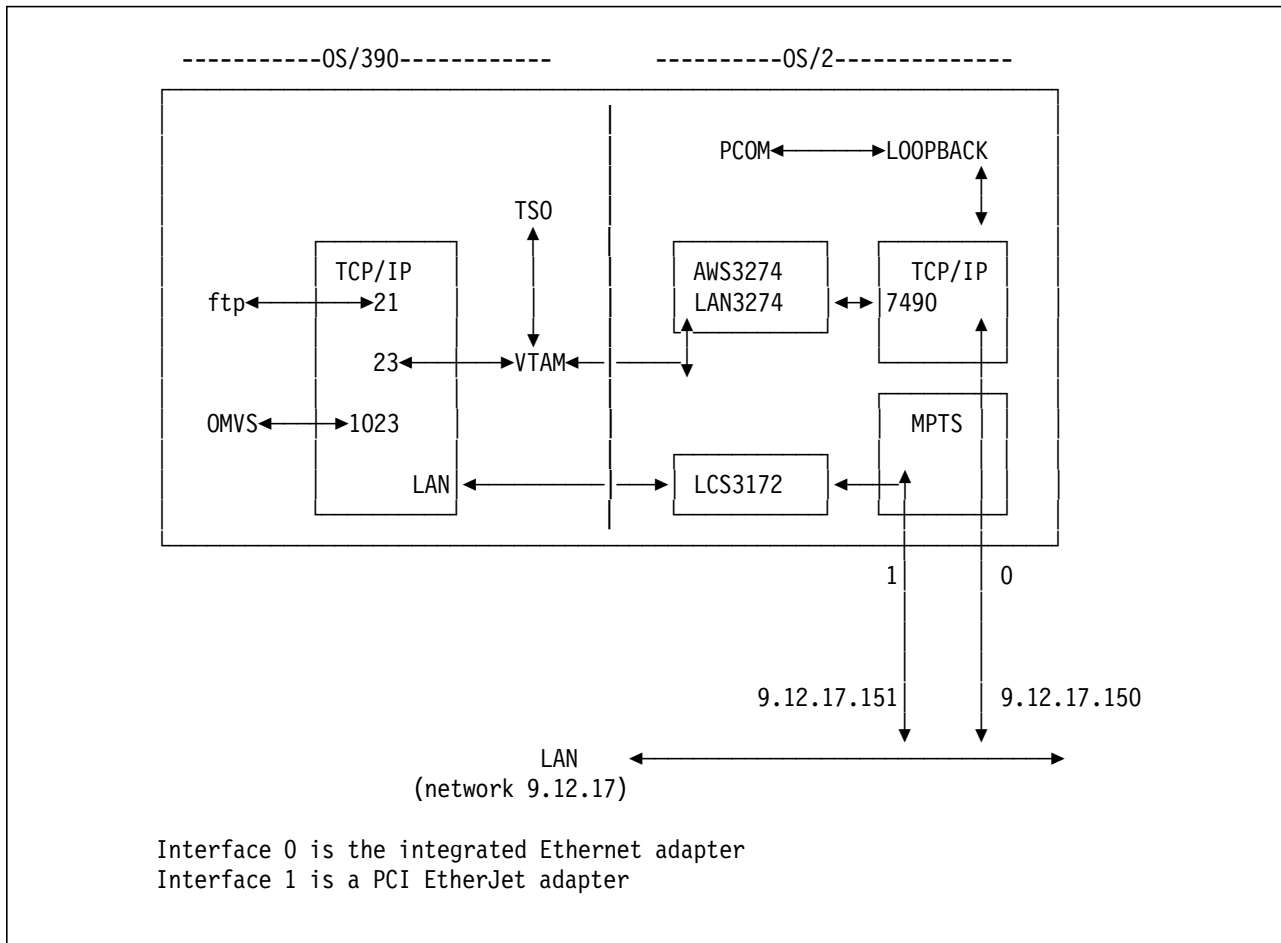 -----------OS/390------------ ---------OS/2-------------
PCOM LOOPBACK
TSO
TCP/IP AWS3274 TCP/IP
ftp 21 LAN3274 7490
23 VTAM
OMVS 1023 MPTS
LAN LCS3172
1 0
9.12.17.151 9.12.17.150
LAN
(network 9.12.17)
Interface 0 is the integrated Ethernet adapter
Interface 1 is a PCI EtherJet adapter